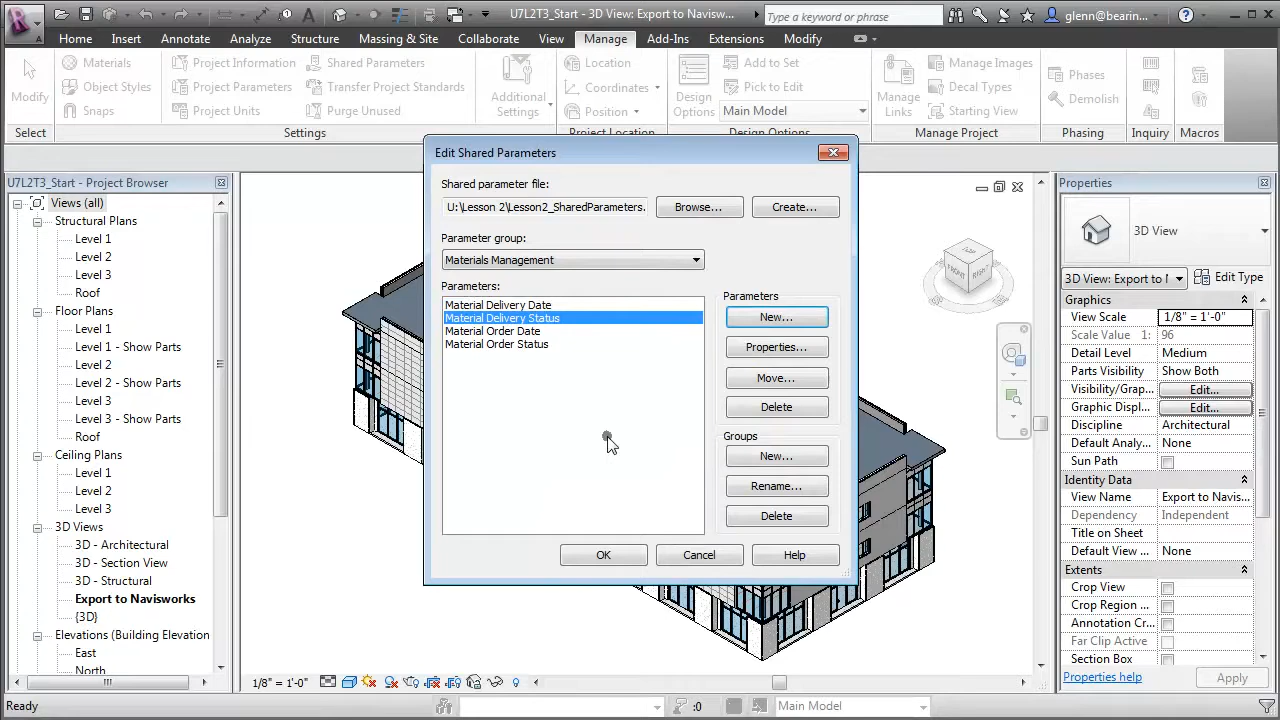 U7L2T3_Start - 3D View: Export to Navisw...
Type a keyword or phrase
glenn@bearin...
Home Insert Annotate Analyze Structure Massing & Site Collaborate View Manage Add-Ins Extensions Modify
Modify
Materials
Object Styles
Snaps
Project Information
Project Parameters
Project Units
Shared Parameters
Transfer Project Standards
Purge Unused
Additional
Settings
Location
Coordinates
Position
Design
Options
Add to Set
Pick to Edit
Main Model
Manage
Links
Manage Images
Decal Types
Starting View
Phases
Demolish
Select Settings Project Location Design Options Manage Project Phasing Inquiry Macros
U7L2T3_Start - Project Browser
Views (all)
Structural Plans
Level 1
Level 2
Level 3
Roof
Floor Plans
Level 1
Level 1 - Show Parts
Level 2
Level 2 - Show Parts
Level 3
Level 3 - Show Parts
Roof
Ceiling Plans
Level 1
Level 2
Level 3
3D Views
3D - Architectural
3D - Section View
3D - Structural
Export to Navisworks
{3D}
Elevations (Building Elevation
East
North
Edit Shared Parameters
Shared parameter file:
U:\Lesson 2\Lesson2_SharedParameters.
Browse...
Create...
Parameter group:
Materials Management
Parameters:
Material Delivery Date
Material Delivery Status
Material Order Date
Material Order Status
Parameters
New...
Properties...
Move...
Delete
Groups
New...
Rename...
Delete
OK
Cancel
Help
Properties
3D View
3D View: Export to N
Edit Type
Graphics
View Scale 1/8" = 1'-0"
Scale Value 1: 96
Detail Level Medium
Parts Visibility Show Both
Visibility/Grap... Edit...
Graphic Displ... Edit...
Discipline Architectural
Default Analy... None
Sun Path
Identity Data
View Name Export to Navis...
Dependency Independent
Title on Sheet
Default View ... None
Extents
Crop View
Crop Region ...
Annotation Cr...
Far Clip Active
Section Box
Properties help
Apply
1/8" = 1'-0"
Ready
:0
Main Model